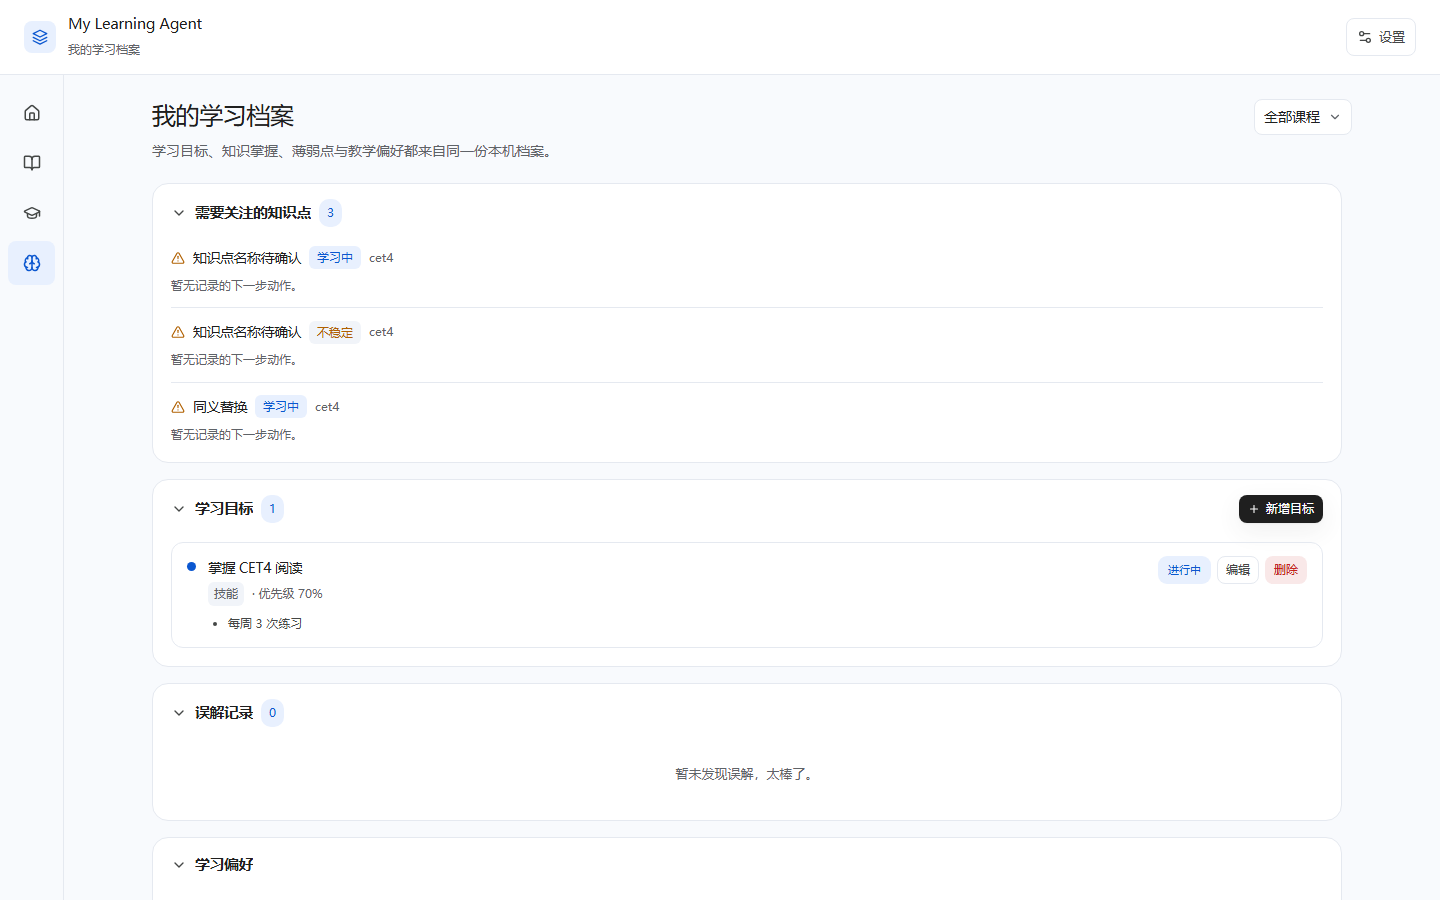 My Learning Agent
我的学习档案
设置
我的学习档案
全部课程
学习目标、知识掌握、薄弱点与教学偏好都来自同一份本机档案。
需要关注的知识点 3
知识点名称待确认 学习中 cet4
暂无记录的下一步动作。
知识点名称待确认 不稳定 cet4
暂无记录的下一步动作。
同义替换 学习中 cet4
暂无记录的下一步动作。
学习目标 1
+ 新增目标
掌握 CET4 阅读
进行中 编辑 删除
技能 · 优先级 70%
• 每周 3 次练习
误解记录 0
暂未发现误解，太棒了。
学习偏好